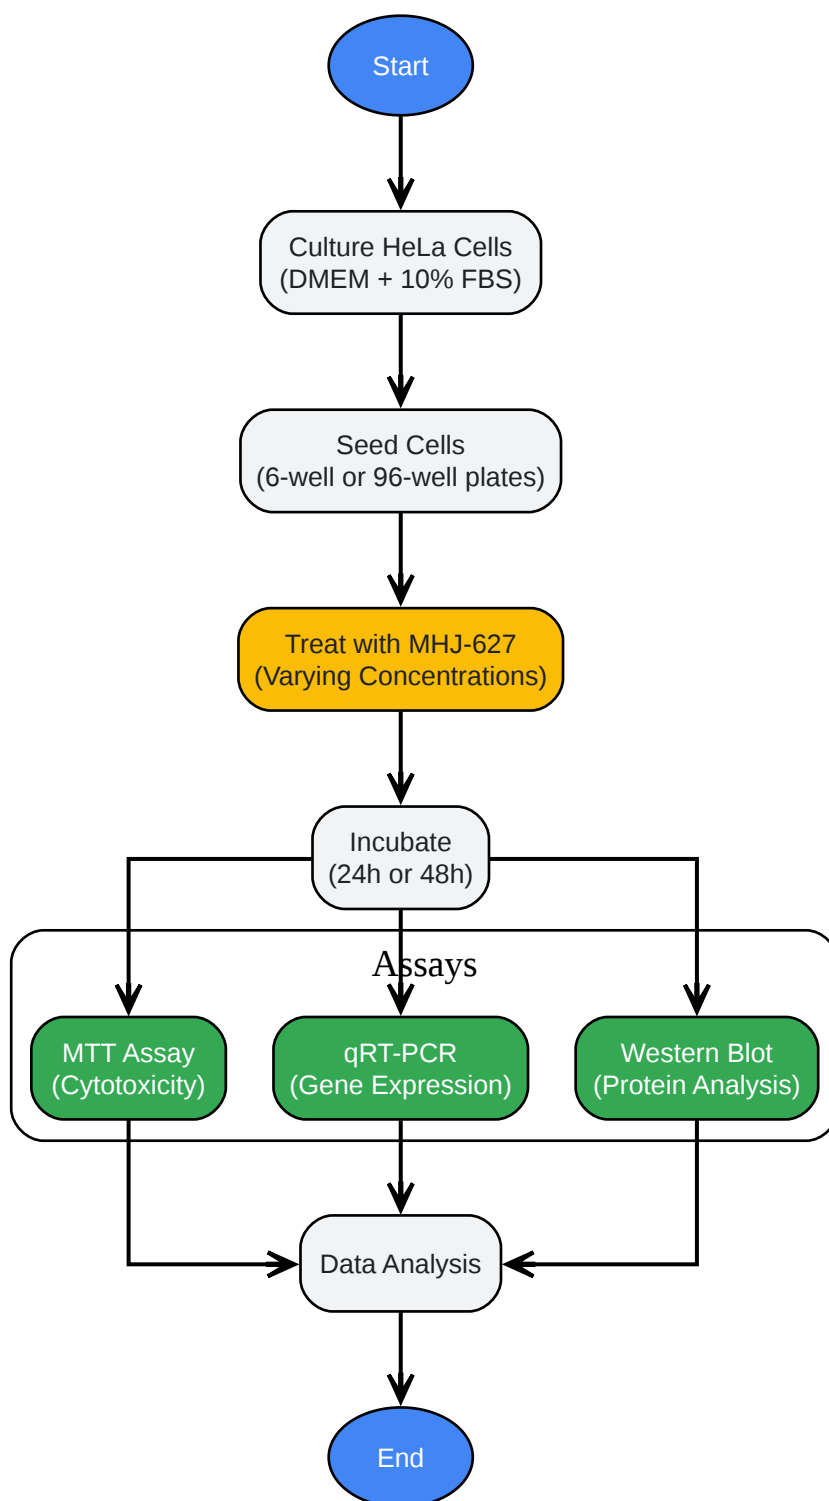 Start
Culture HeLa Cells
(DMEM + 10% FBS)
Seed Cells
(6-well or 96-well plates)
Treat with MHJ-627
(Varying Concentrations)
Incubate
(24h or 48h)
Assays
MTT Assay
(Cytotoxicity)
qRT-PCR
(Gene Expression)
Western Blot
(Protein Analysis)
Data Analysis
End